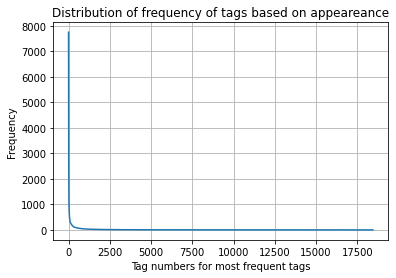 Distribution of frequency of tags based on appeareance
8000
7000
6000
5000
4000
3000
2000
1000
0
Frequency
0 2500 5000 7500 10000 12500 15000 17500
Tag numbers for most frequent tags